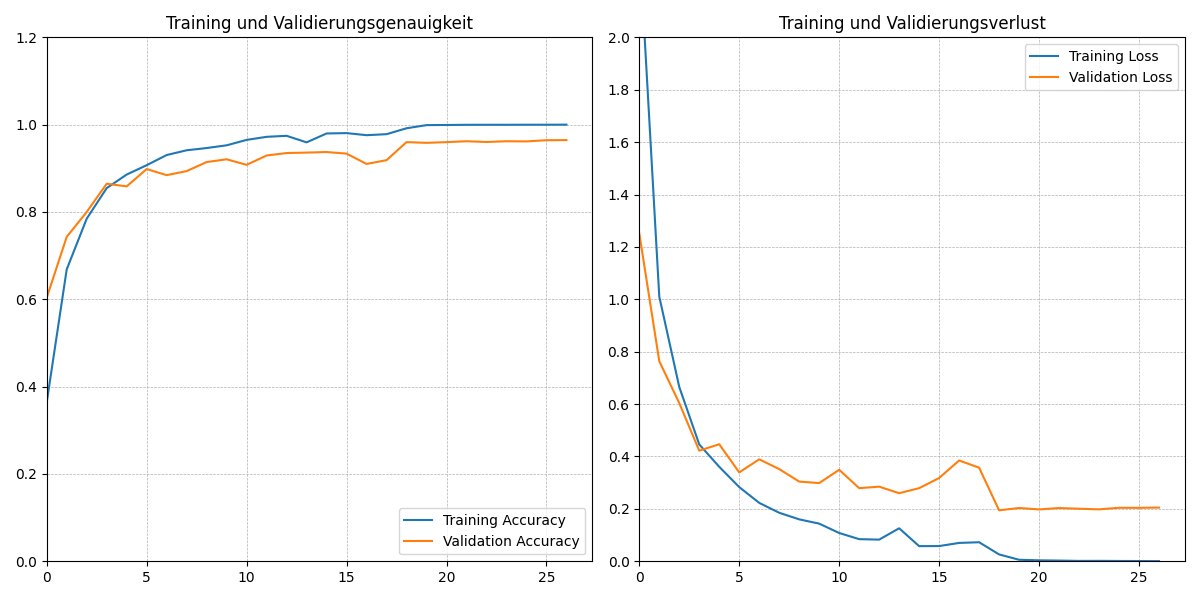 Training und Validierungsgenauigkeit
1.2
1.0
0.8
0.6
0.4
0.2
0.0
0 5 10 15 20 25
Training Accuracy
Validation Accuracy
Training und Validierungsverlust
2.0
1.8
1.6
1.4
1.2
1.0
0.8
0.6
0.4
0.2
0.0
0 5 10 15 20 25
Training Loss
Validation Loss